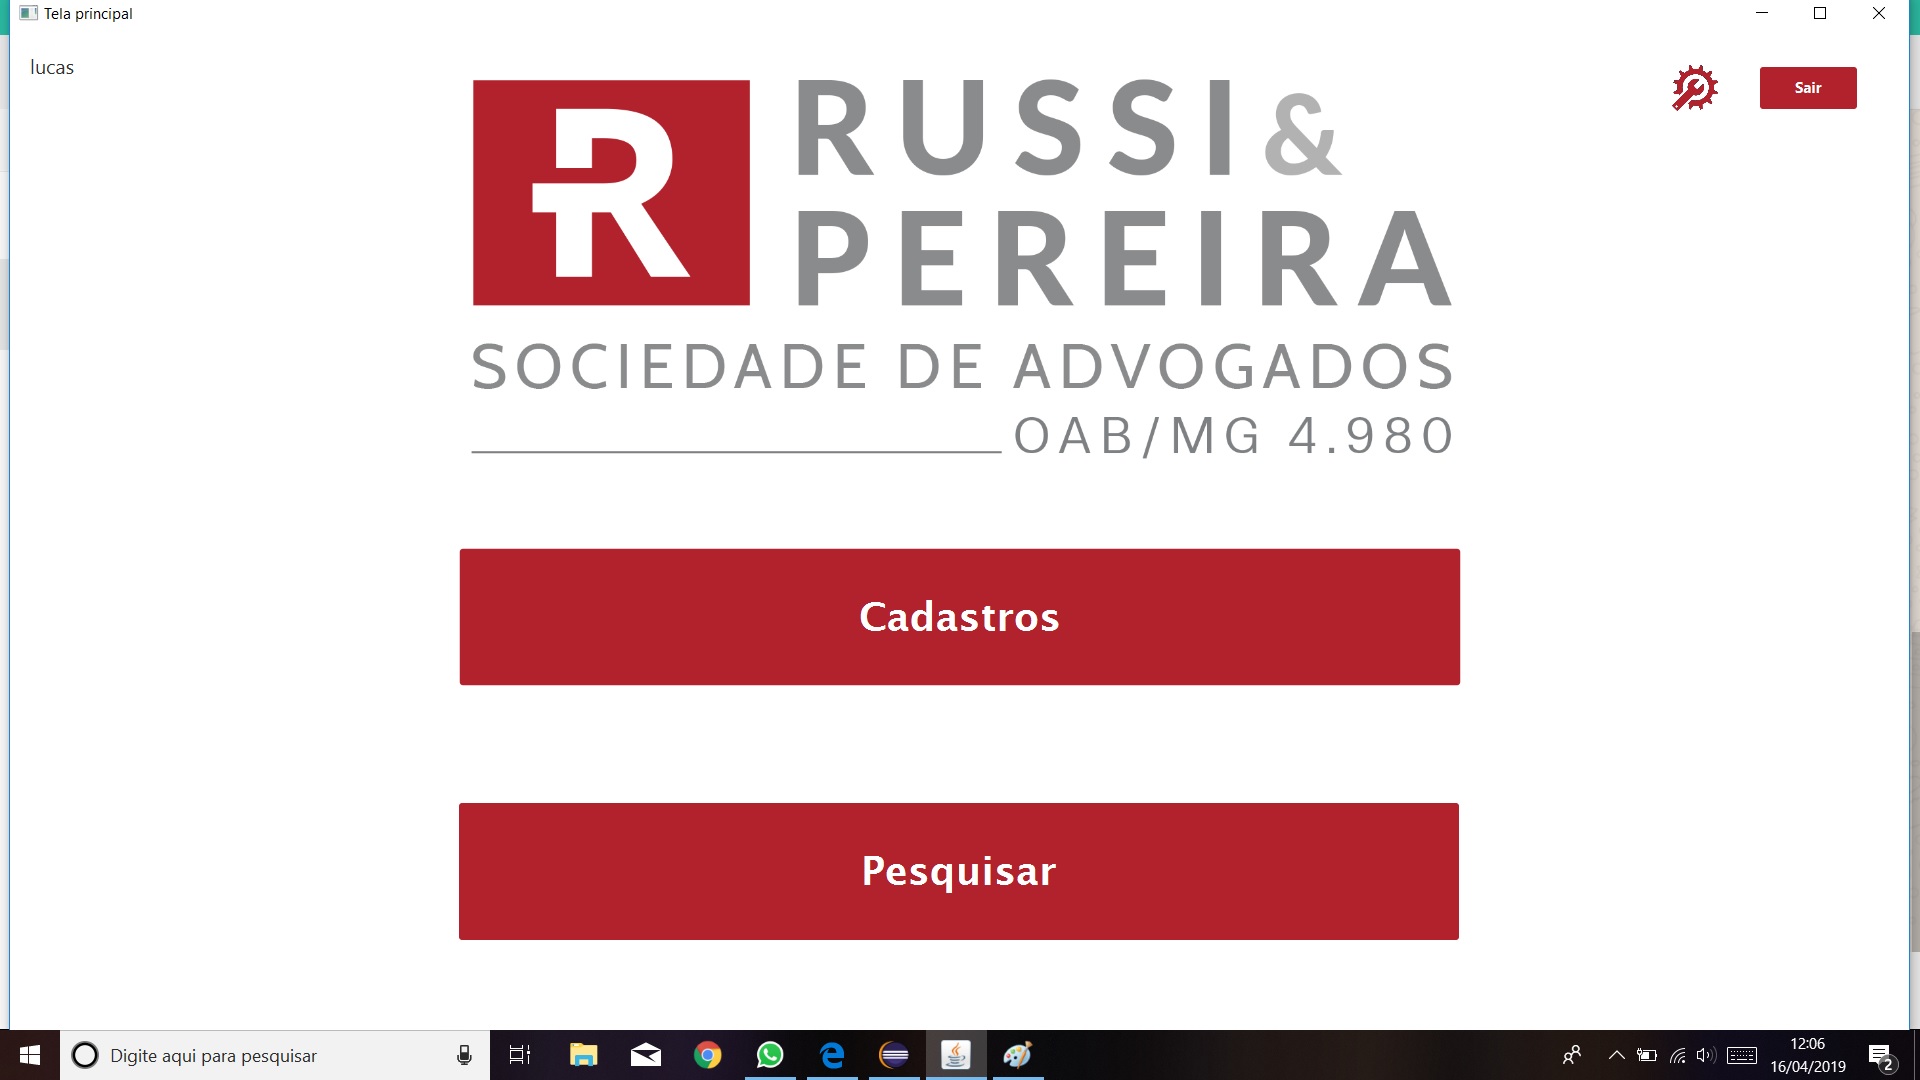 Tela principal
lucas
Sair
R
RUSSI &
PEREIRA
SOCIEDADE DE ADVOGADOS
OAB/MG 4.980
Cadastros
Pesquisar
Digite aqui para pesquisar
12:06
16/04/2019
2